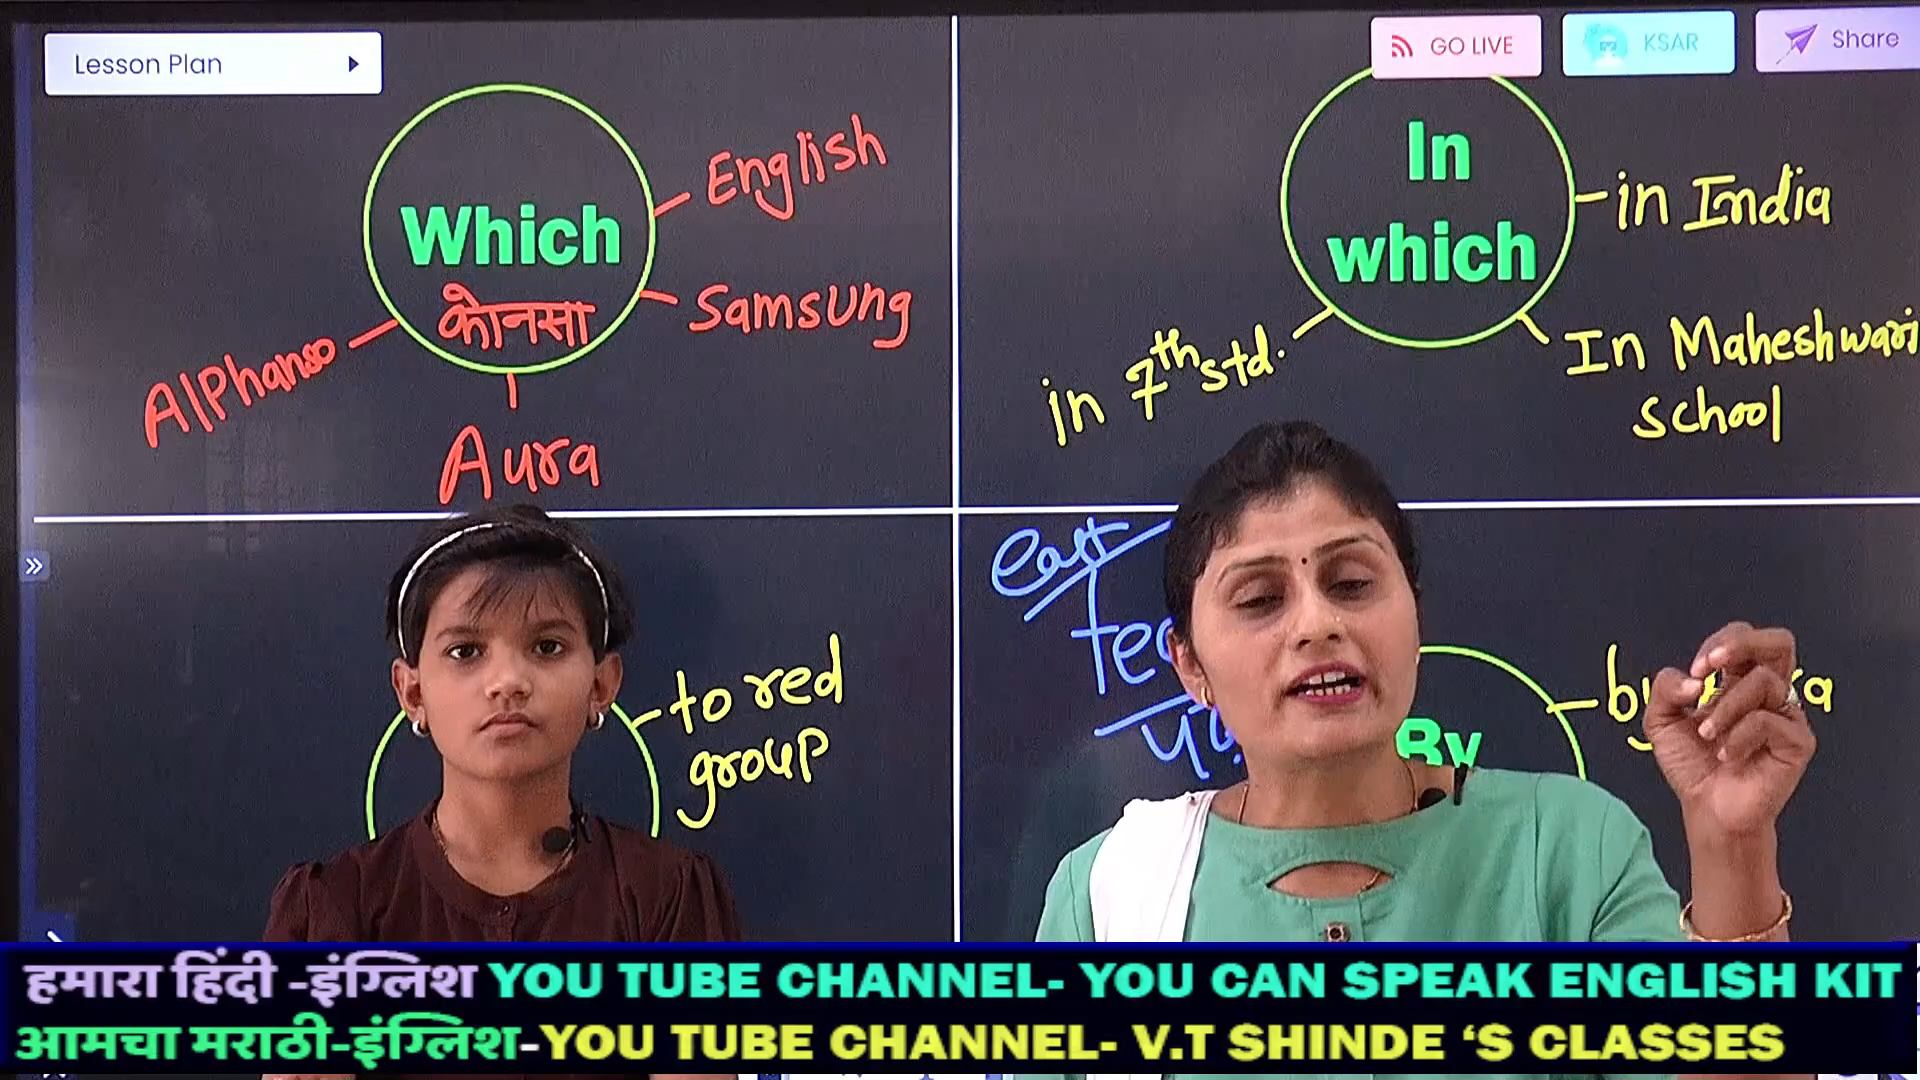 Lesson Plan
GO LIVE
KSAR
Share
Which
कोनसा
English
Samsung
Alphanso
Aura
In
which
in India
In Maheshwari
school
in 7th std.
to red
group
By
हमारा हिंदी -इंग्लिश YOU TUBE CHANNEL- YOU CAN SPEAK ENGLISH KIT
आमचा मराठी-इंग्लिश-YOU TUBE CHANNEL- V.T SHINDE ‘S CLASSES